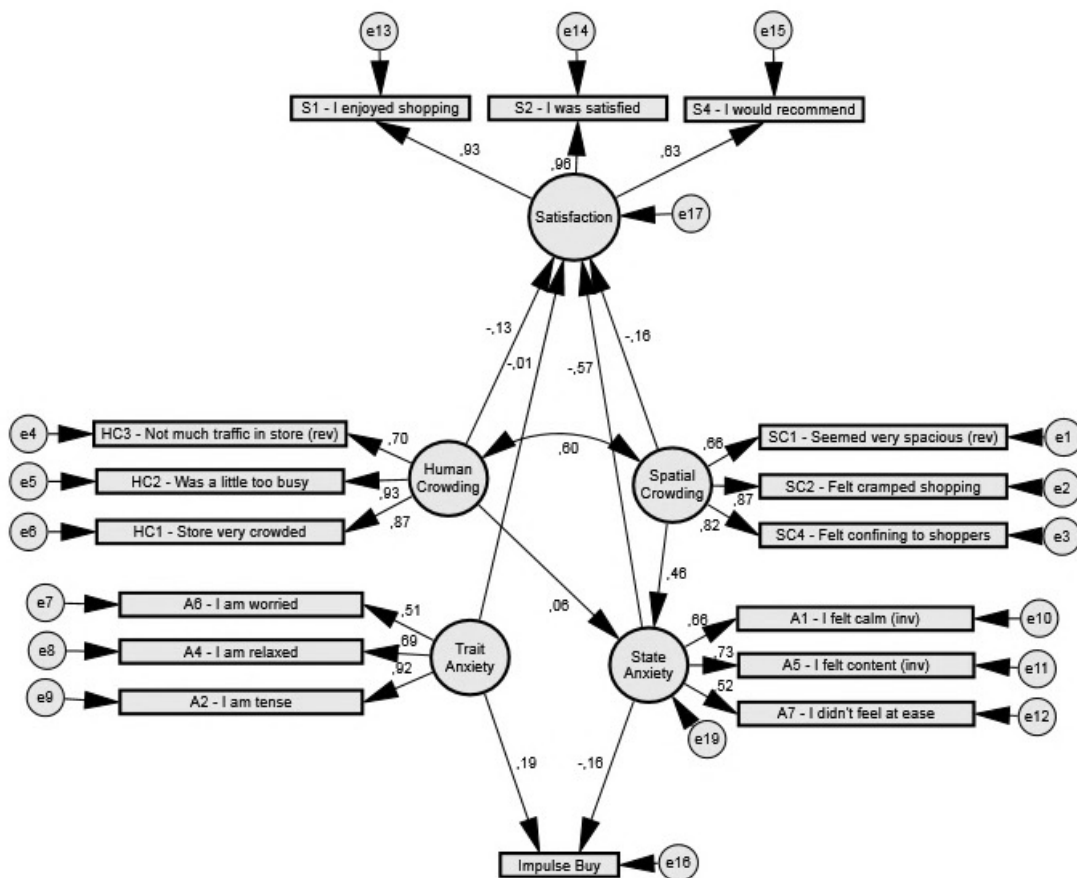 e13
e14
e15
S1 - I enjoyed shopping
S2 - I was satisfied
S4 - I would recommend
,93
,96
,63
Satisfaction
e17
-,13
-,01
-,57
-,16
e4
HC3 - Not much traffic in store (rev)
,70
e5
HC2 - Was a little too busy
,93
e6
HC1 - Store very crowded
,87
Human
Crowding
,60
Spatial
Crowding
,66
SC1 - Seemed very spacious (rev)
e1
,87
SC2 - Felt cramped shopping
e2
,82
SC4 - Felt confining to shoppers
e3
,46
,06
e7
A6 - I am worried
,51
e8
A4 - I am relaxed
,69
e9
A2 - I am tense
,92
Trait
Anxiety
State
Anxiety
,66
A1 - I felt calm (inv)
e10
,73
A5 - I felt content (inv)
e11
,52
A7 - I didn't feel at ease
e12
e19
,19
-,16
Impulse Buy
e16